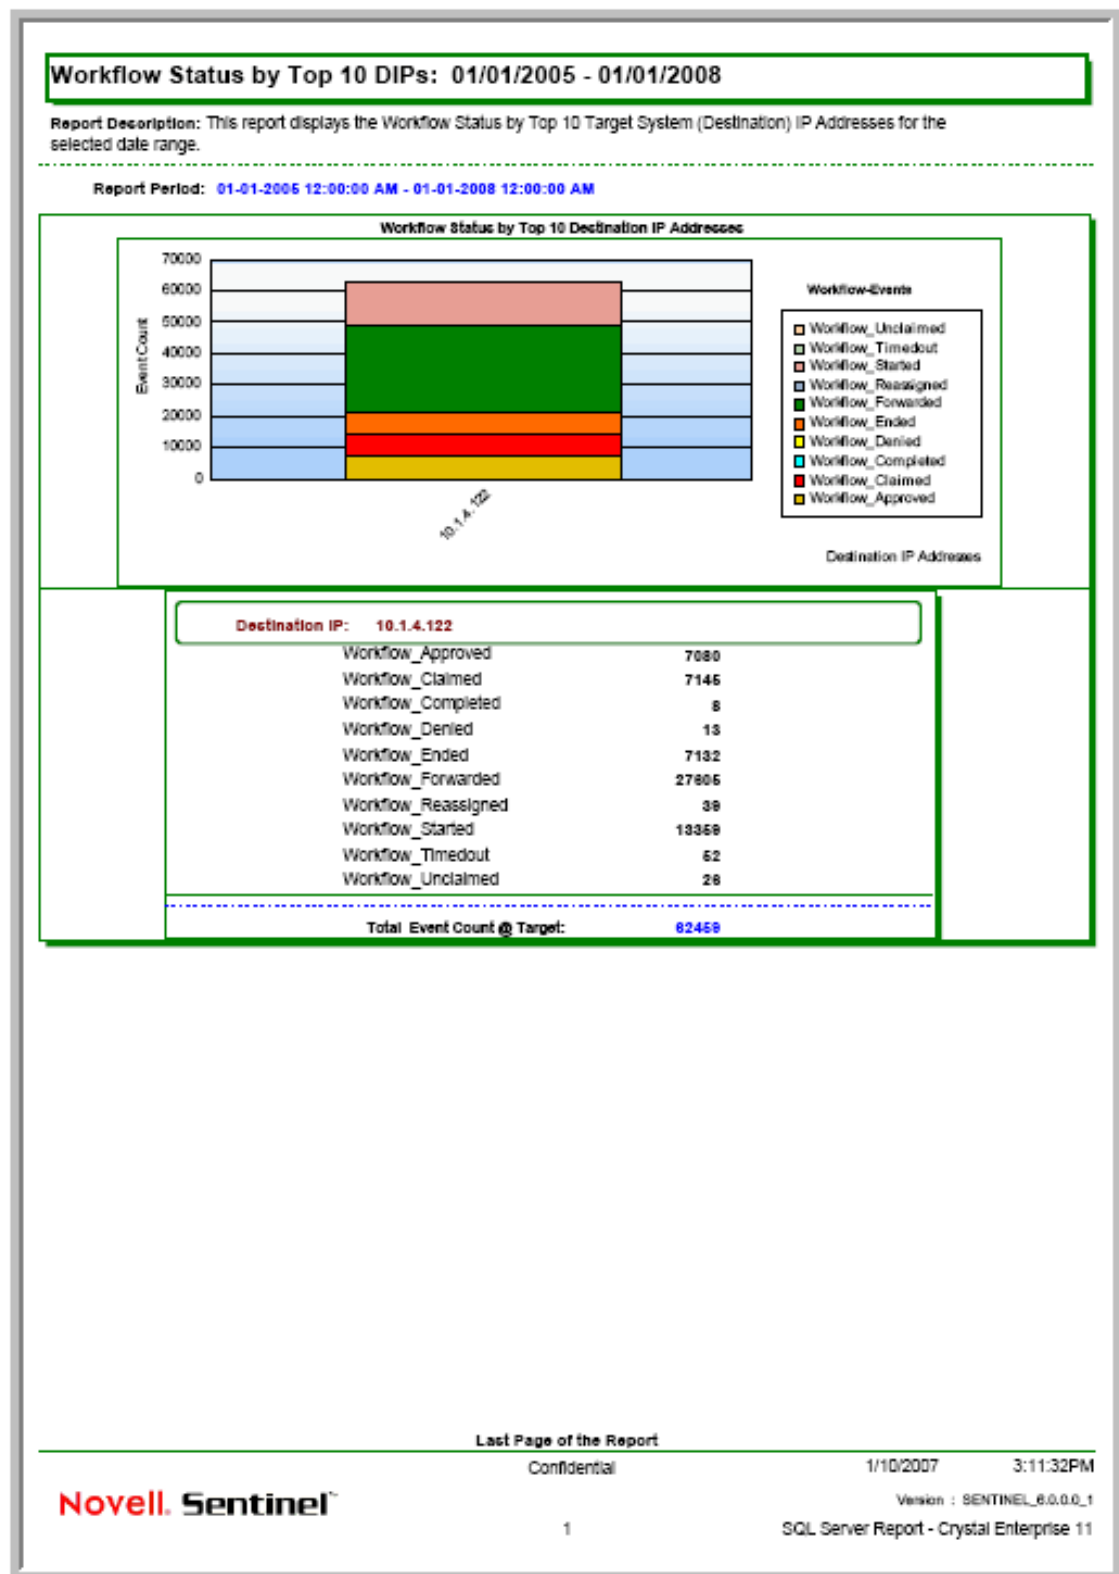 Workflow Status by Top 10 DIPs: 01/01/2005 - 01/01/2008
Report Description: This report displays the Workflow Status by Top 10 Target System (Destination) IP Addresses for the
selected date range.
Report Period: 01-01-2005 12:00:00 AM - 01-01-2008 12:00:00 AM
Workflow Status by Top 10 Destination IP Addresses
70000
60000
50000
40000
30000
20000
10000
0
Event Count
10.1.4.122
Workflow-Events
Workflow_Unclaimed
Workflow_Timedout
Workflow_Started
Workflow_Reassigned
Workflow_Forwarded
Workflow_Ended
Workflow_Denied
Workflow_Completed
Workflow_Claimed
Workflow_Approved
Destination IP Addresses
Destination IP: 10.1.4.122
Workflow_Approved 7080
Workflow_Claimed 7145
Workflow_Completed 8
Workflow_Denied 13
Workflow_Ended 7132
Workflow_Forwarded 27605
Workflow_Reassigned 39
Workflow_Started 13359
Workflow_Timedout 52
Workflow_Unclaimed 26
Total Event Count @ Target: 62459
Last Page of the Report
Confidential 1/10/2007 3:11:32PM
Novell. Sentinel™
Version : SENTINEL_6.0.0.0_1
1 SQL Server Report - Crystal Enterprise 11